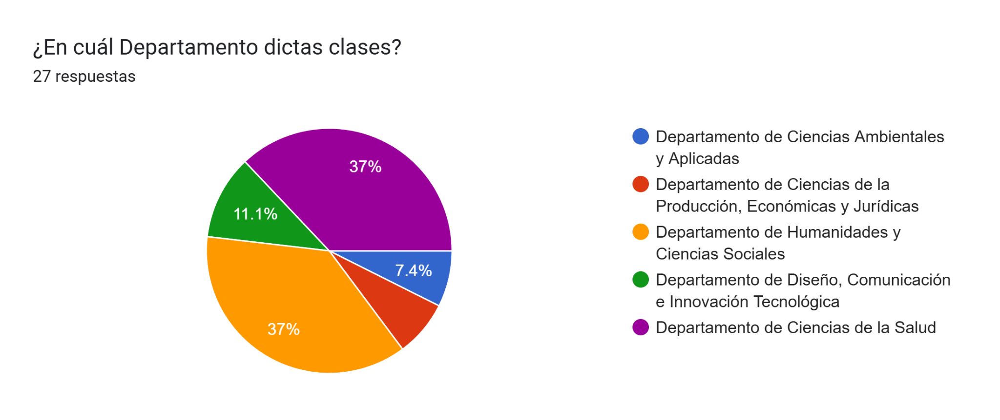 ¿En cuál Departamento dictas clases?
27 respuestas
37%
11.1%
7.4%
37%
Departamento de Ciencias Ambientales
y Aplicadas
Departamento de Ciencias de la
Producción, Económicas y Jurídicas
Departamento de Humanidades y
Ciencias Sociales
Departamento de Diseño, Comunicación
e Innovación Tecnológica
Departamento de Ciencias de la Salud